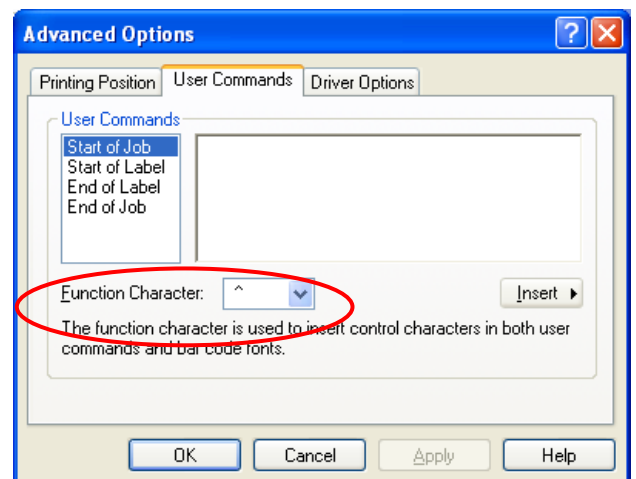 Advanced Options
Printing Position User Commands Driver Options
User Commands
Start of Job
Start of Label
End of Label
End of Job
Function Character: ^
Insert
The function character is used to insert control characters in both user
commands and bar code fonts.
OK Cancel Apply Help